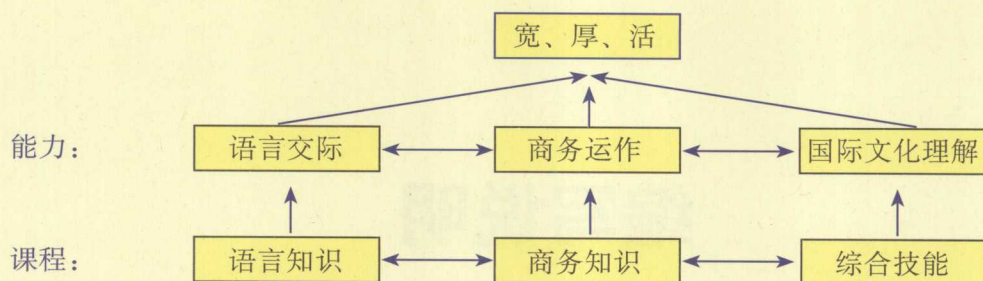 宽、厚、活
能力： 语言交际 商务运作 国际文化理解
课程： 语言知识 商务知识 综合技能